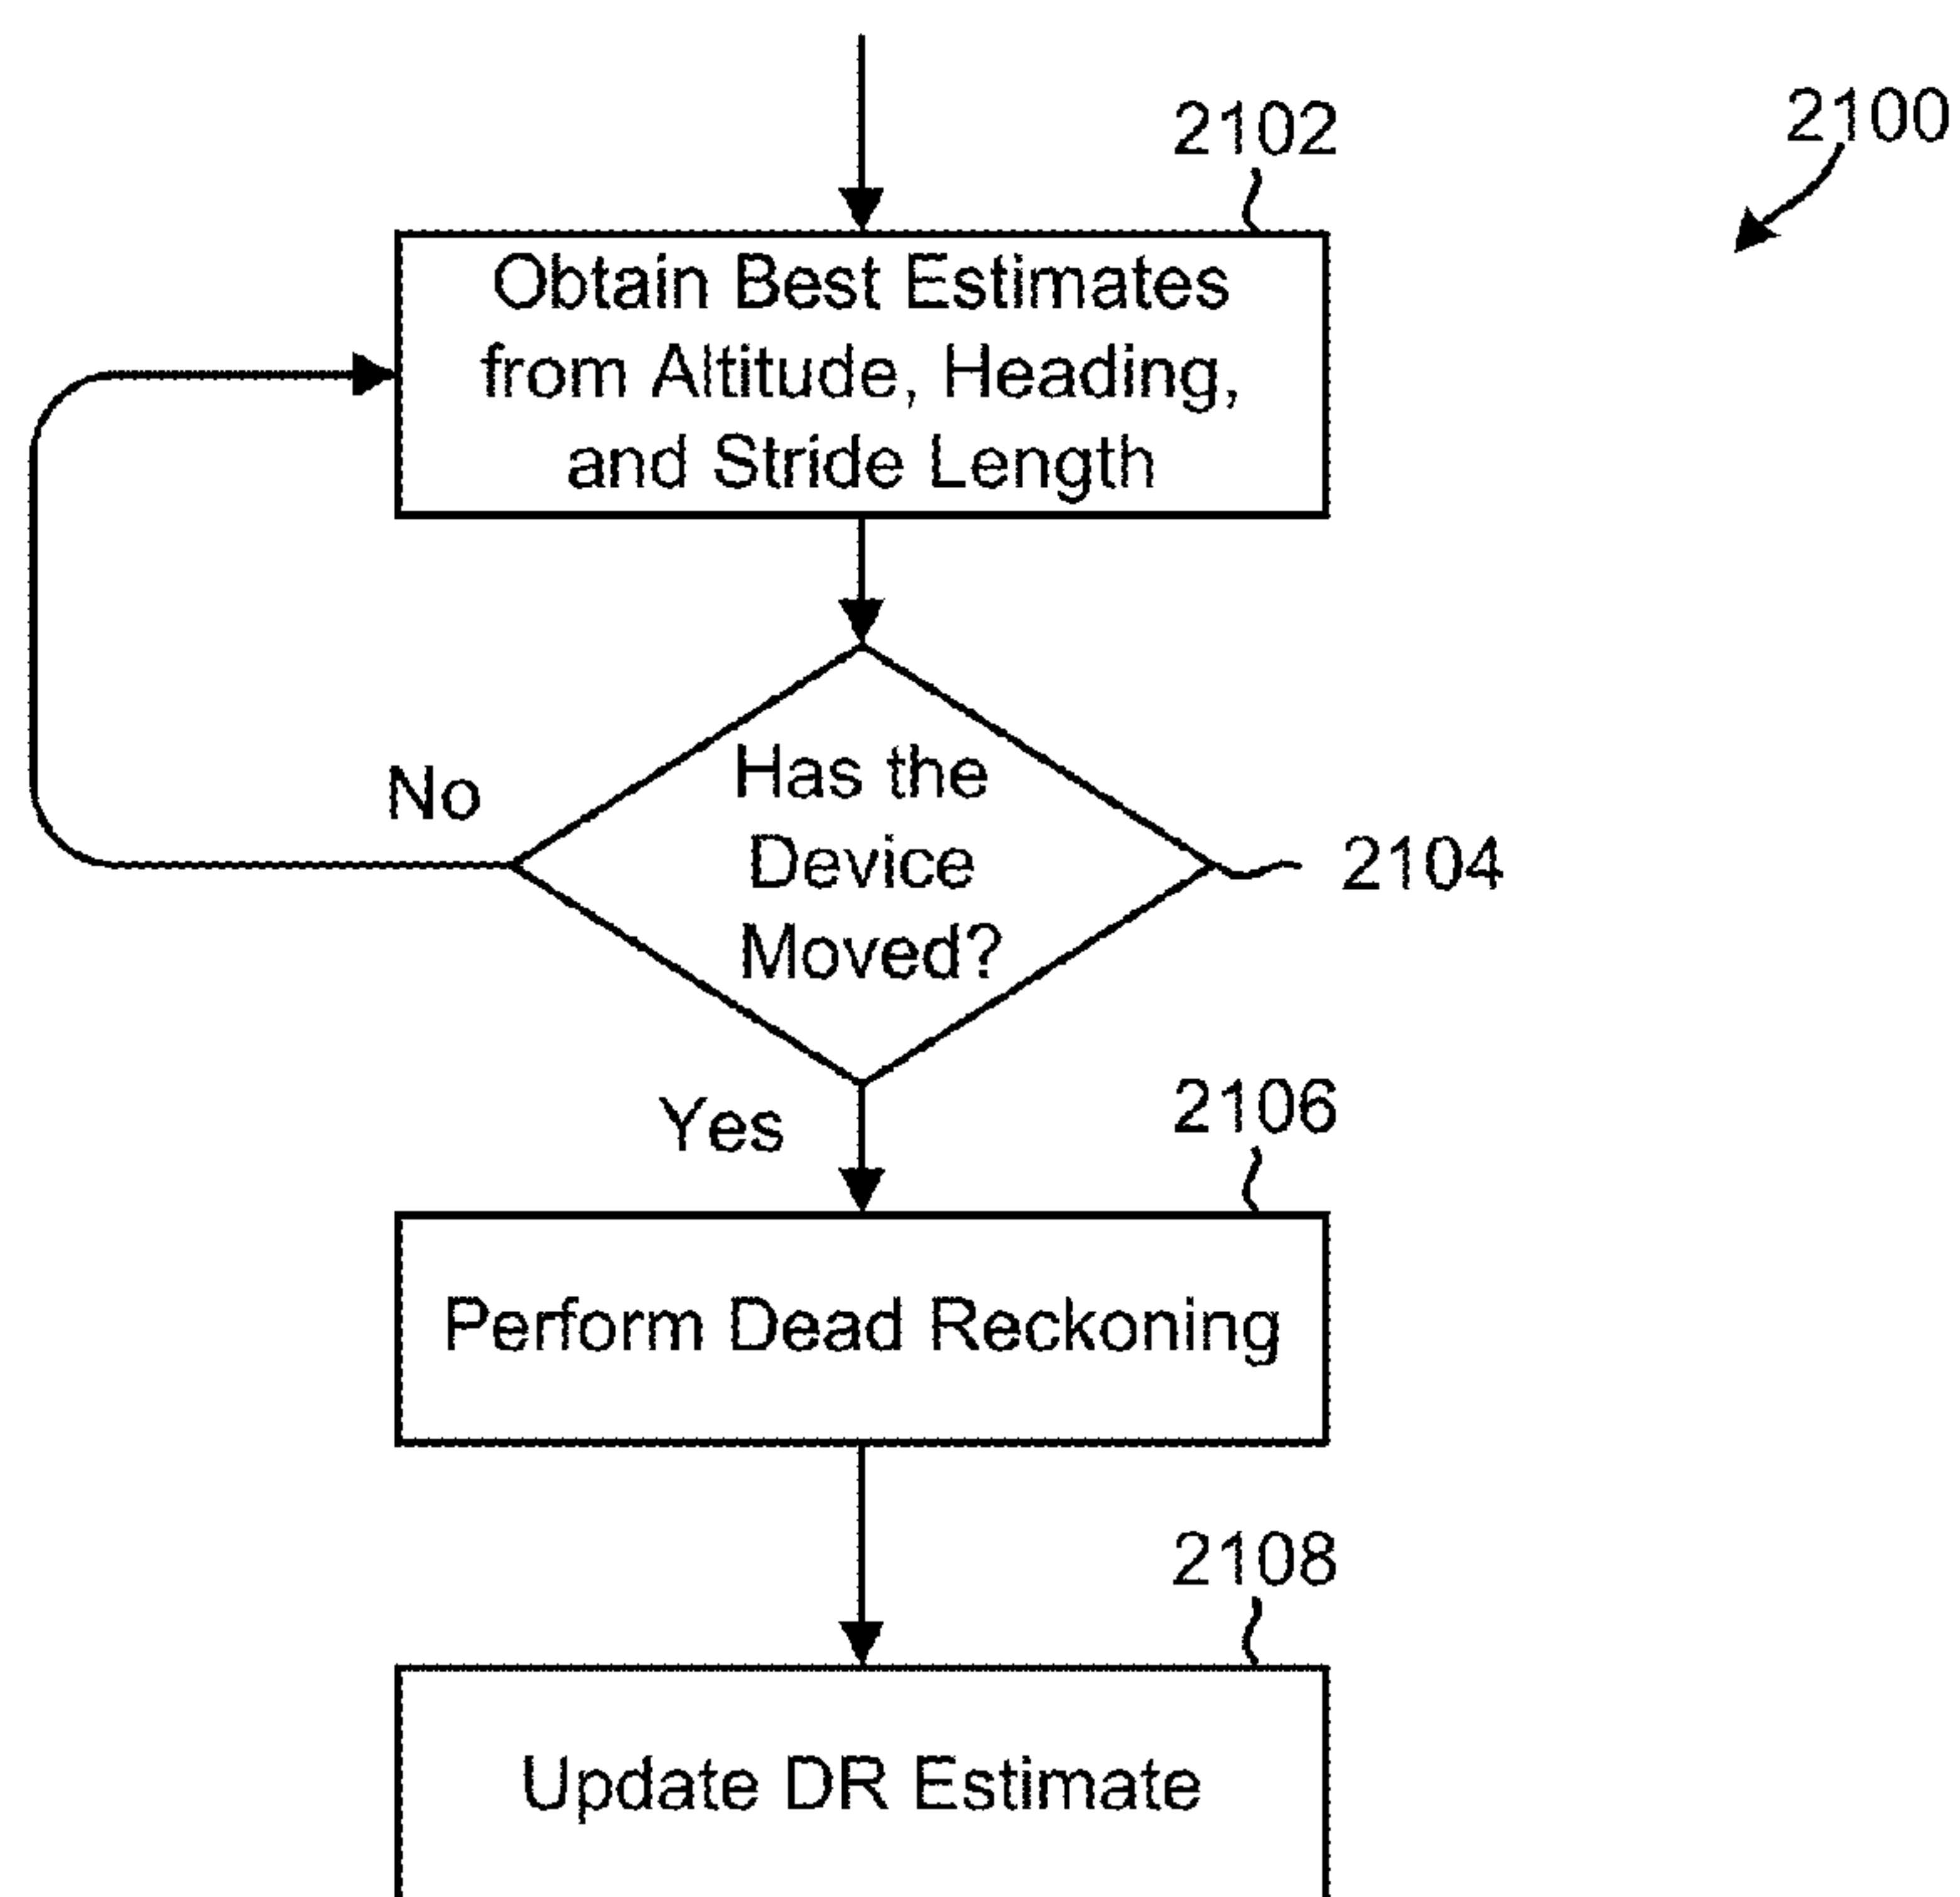 2102
2100
Obtain Best Estimates
from Altitude, Heading,
and Stride Length
No
Has the
Device
Moved?
2104
Yes
2106
Perform Dead Reckoning
2108
Update DR Estimate